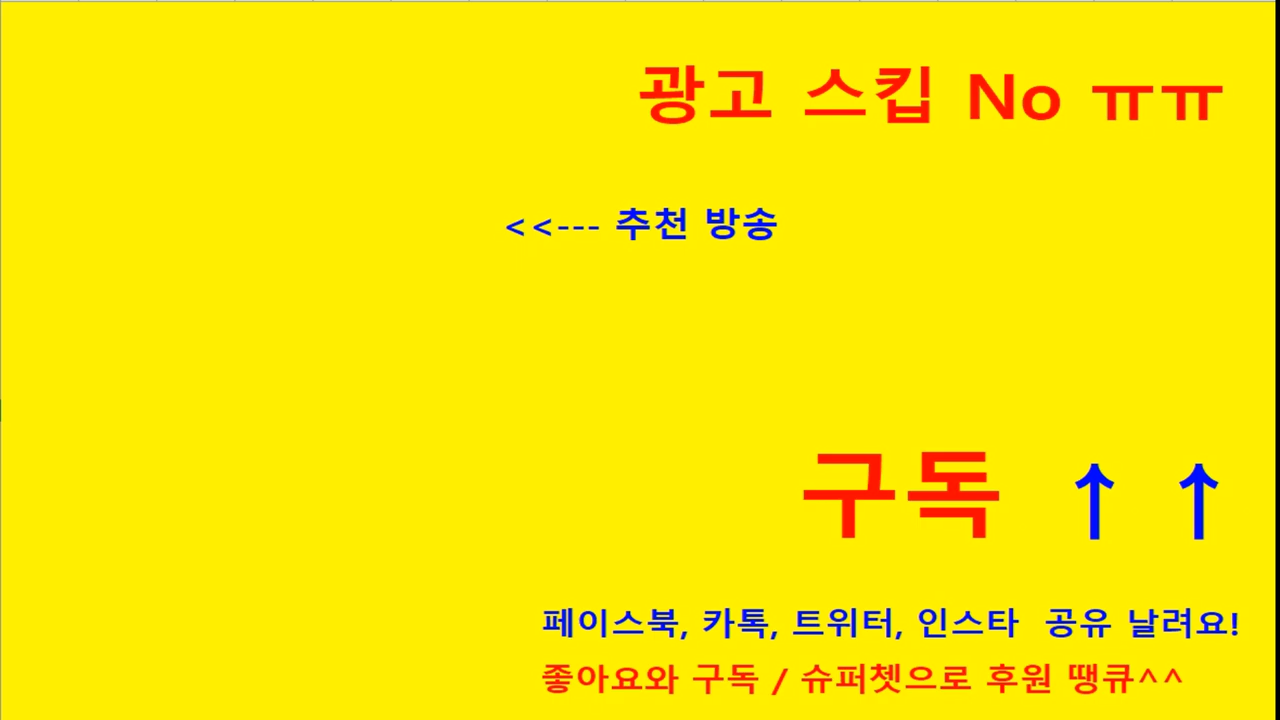 광고 스킵 No ㅠㅠ
<<--- 추천 방송
구독 ↑ ↑
페이스북, 카톡, 트위터, 인스타 공유 날려요!
좋아요와 구독 / 슈퍼쳇으로 후원 땡큐^^